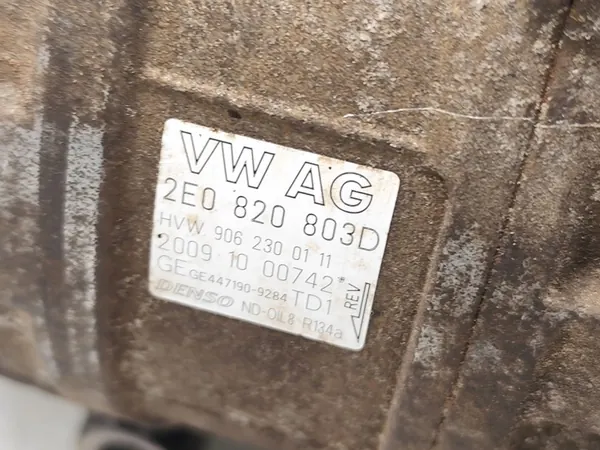 VW AG
2E0 820 803D
HVW 906 230 01 11
2009 10 00742*
GE GE447190-9284 TD1
DENSO ND-OIL8 R134a
REV